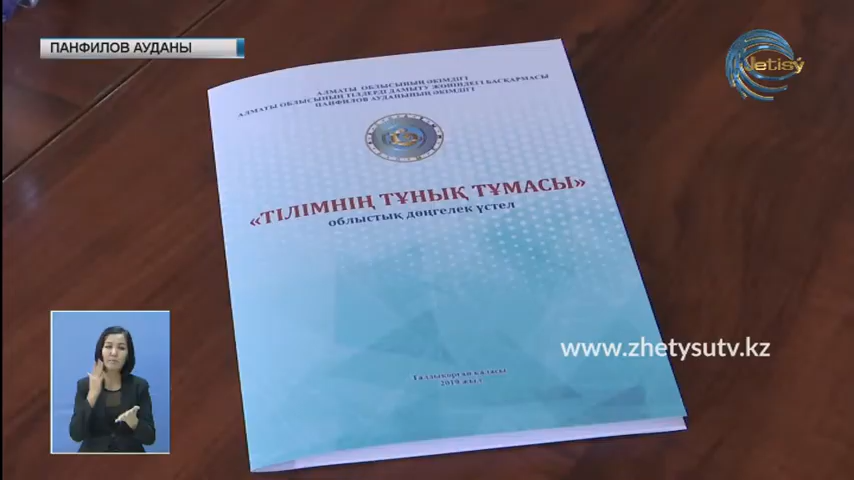 ПАНФИЛОВ АУДАНЫ
Jetisý
АЛМАТЫ ОБЛЫСЫНЫҢ ӘКІМДІГІ
АЛМАТЫ ОБЛЫСЫНЫҢ ТІЛДЕРДІ ДАМЫТУ ЖӨНІНДЕГІ БАСҚАРМАСЫ
ПАНФИЛОВ АУДАНЫНЫҢ ӘКІМДІГІ
«ТІЛІМНІҢ ТҰНЫҚ ТҰМАСЫ»
облыстық дөңгелек үстел
www.zhetysutv.kz
Талдықорған қаласы
2019 жыл